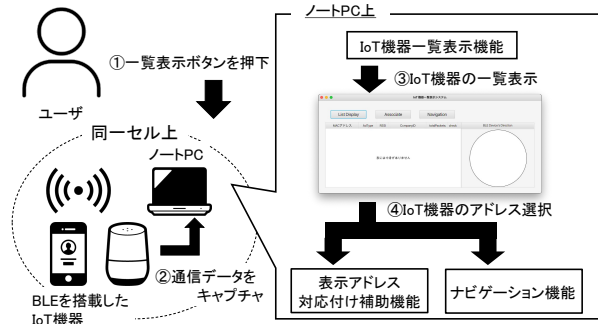 ノートPC上
IoT機器一覧表示機能
①一覧表示ボタンを押下
③IoT機器の一覧表示
ユーザ
同一セル上
ノートPC
List Display
Associate
Navigation
MACアドレス
④IoT機器のアドレス選択
②通信データを
キャプチャ
BLEを搭載した
IoT機器
表示アドレス
対応付け補助機能
ナビゲーション機能